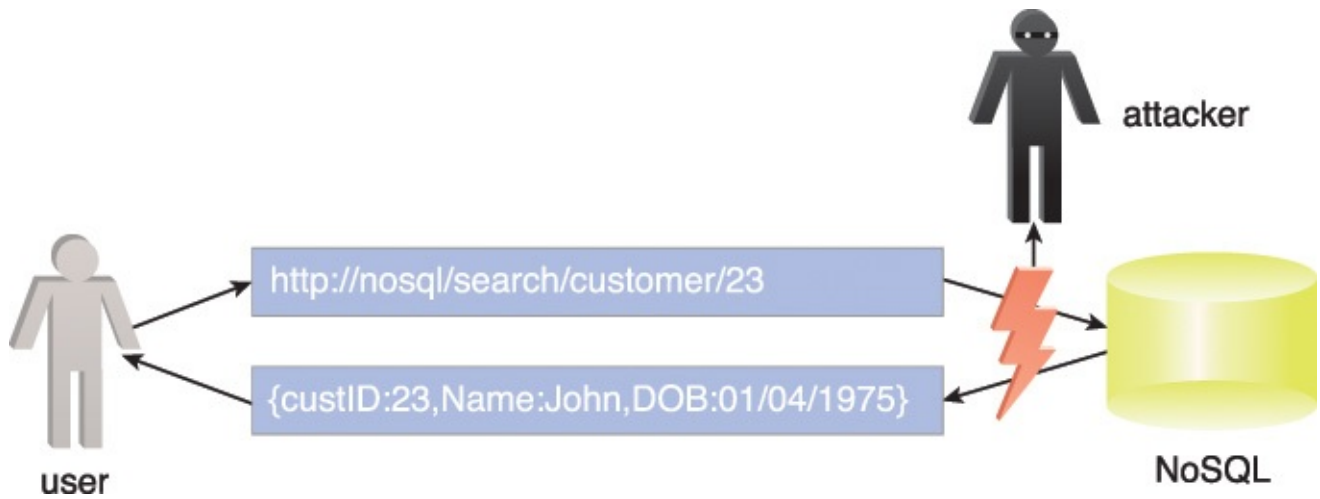 attacker
http://nosql/search/customer/23
{custID:23,Name:John,DOB:01/04/1975}
user
NoSQL